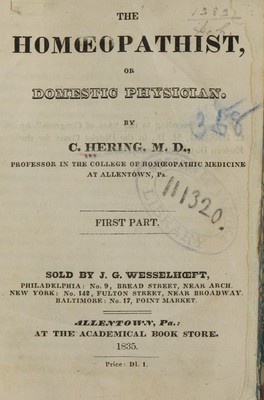 THE
HOMŒOPATHIST,
OR
DOMESTIC PHYSICIAN.
BY
C. HERING, M. D.,
PROFESSOR IN THE COLLEGE OF HOMŒOPATHIC MEDICINE
AT ALLENTOWN, Pa.
111320.
LIBRARY
FIRST PART.
SOLD BY J. G. WESSELHŒFT,
PHILADELPHIA: No. 9, BREAD STREET, NEAR ARCH.
NEW YORK: No. 142, FULTON STREET, NEAR BROADWAY.
BALTIMORE: No. 17, POINT MARKET.
ALLENTOWN, Pa.:
AT THE ACADEMICAL BOOK STORE.
1835.
Price: Dl. 1.